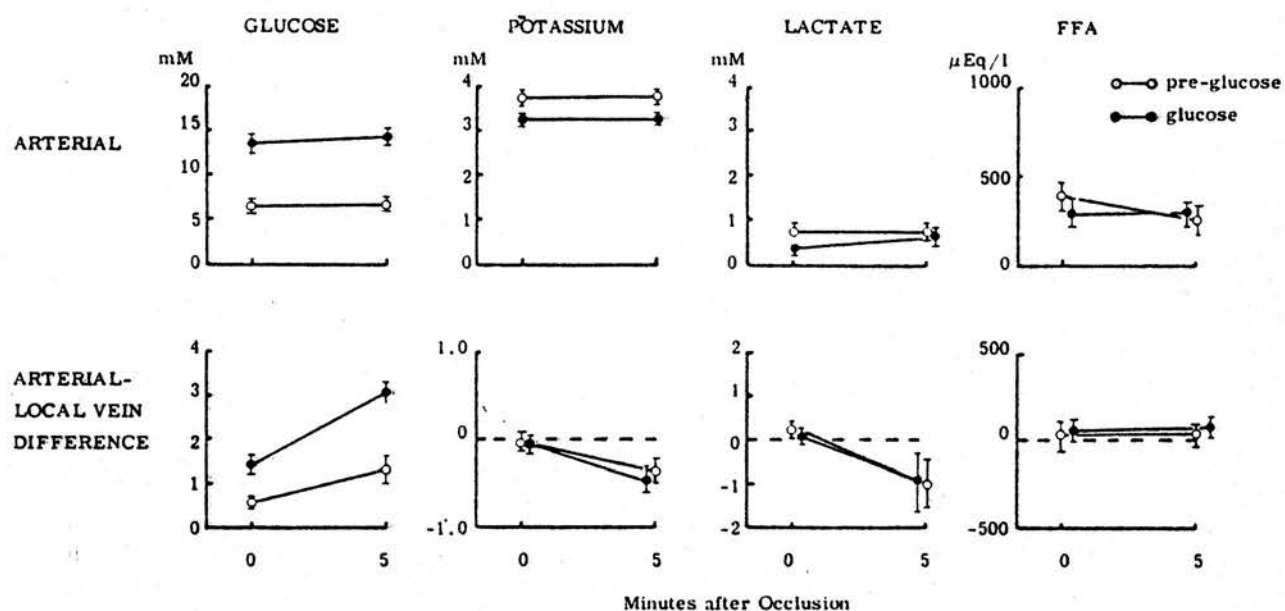 GLUCOSE POTASSIUM LACTATE FFA
mM mM mM μEq/l
20 4 4 1000
pre-glucose
glucose
15 3 3
ARTERIAL
10 2 2 500
5 1 1
0 0 0 0
4 1.0 2 500
ARTERIAL-
LOCAL VEIN
DIFFERENCE
3 1
2 0 0 0
1 -1
0 -1.0 -2 -500
0 5 0 5 0 5 0 5
Minutes after Occlusion